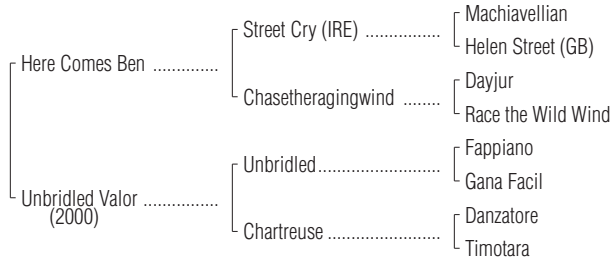 Machiavellian
Street Cry (IRE) ................
Helen Street (GB)
Here Comes Ben ..............
Dayjur
Chasetheragingwind ........
Race the Wild Wind
Fappiano
Unbridled.......................
Gana Facil
Unbridled Valor ................
(2000)
Danzatore
Chartreuse ......................
Timotara